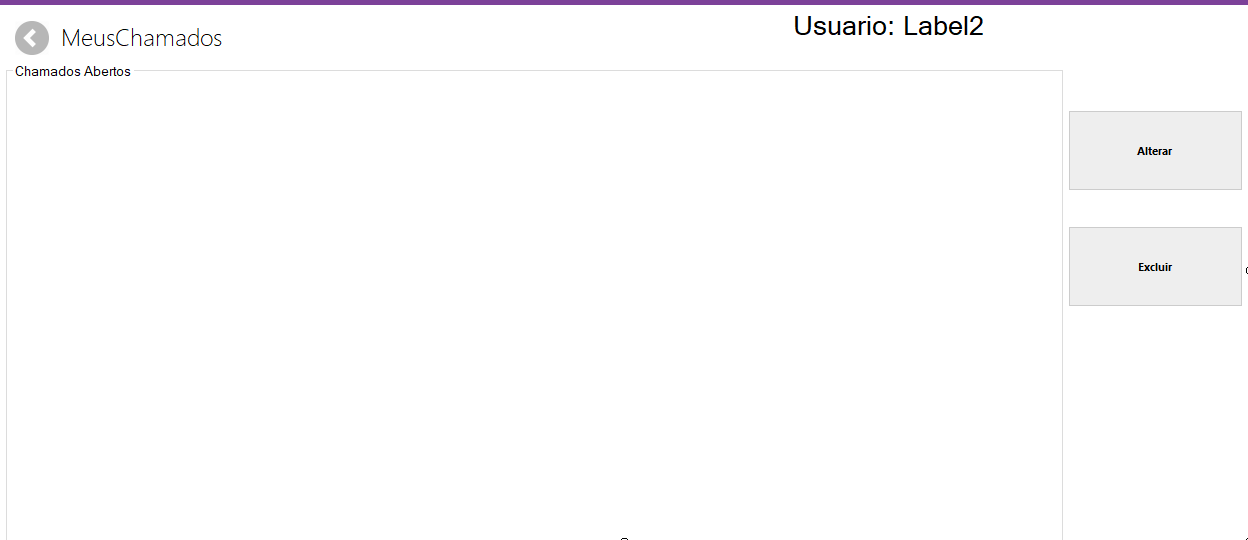 Usuario: Label2
MeusChamados
Chamados Abertos
Alterar
Excluir